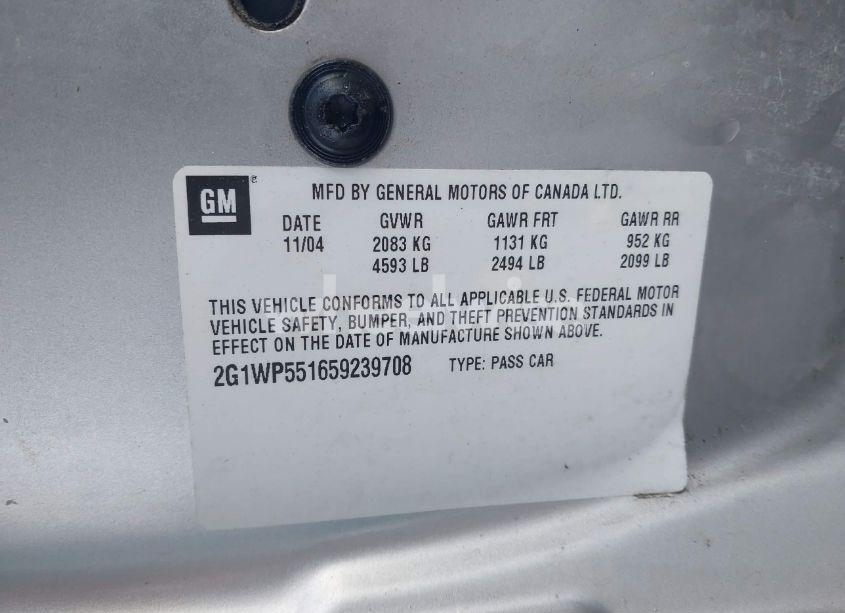 GM
MFD BY GENERAL MOTORS OF CANADA LTD.
DATE GVWR GAWR FRT GAWR RR
11/04 2083 KG 1131 KG 952 KG
4593 LB 2494 LB 2099 LB
THIS VEHICLE CONFORMS TO ALL APPLICABLE U.S. FEDERAL MOTOR
VEHICLE SAFETY, BUMPER, AND THEFT PREVENTION STANDARDS IN
EFFECT ON THE DATE OF MANUFACTURE SHOWN ABOVE.
2G1WP551659239708 TYPE: PASS CAR